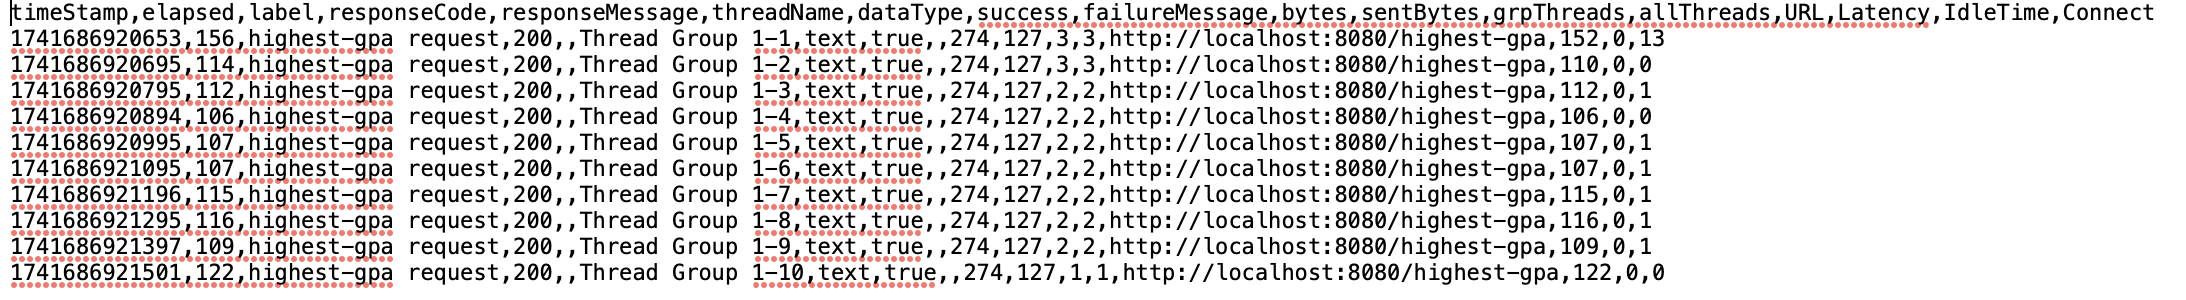 timeStamp,elapsed,label,responseCode,responseMessage,threadName,dataType,success,failureMessage,bytes,sentBytes,grpThreads,allThreads,URL,Latency,IdleTime,Connect
1741686920653,156,highest-gpa request,200,,Thread Group 1-1,text,true,,274,127,3,3,http://localhost:8080/highest-gpa,152,0,13
1741686920695,114,highest-gpa request,200,,Thread Group 1-2,text,true,,274,127,3,3,http://localhost:8080/highest-gpa,110,0,0
1741686920795,112,highest-gpa request,200,,Thread Group 1-3,text,true,,274,127,2,2,http://localhost:8080/highest-gpa,112,0,1
1741686920894,106,highest-gpa request,200,,Thread Group 1-4,text,true,,274,127,2,2,http://localhost:8080/highest-gpa,106,0,0
1741686920995,107,highest-gpa request,200,,Thread Group 1-5,text,true,,274,127,2,2,http://localhost:8080/highest-gpa,107,0,1
1741686921095,107,highest-gpa request,200,,Thread Group 1-6,text,true,,274,127,2,2,http://localhost:8080/highest-gpa,107,0,1
1741686921196,115,highest-gpa request,200,,Thread Group 1-7,text,true,,274,127,2,2,http://localhost:8080/highest-gpa,115,0,1
1741686921295,116,highest-gpa request,200,,Thread Group 1-8,text,true,,274,127,2,2,http://localhost:8080/highest-gpa,116,0,1
1741686921397,109,highest-gpa request,200,,Thread Group 1-9,text,true,,274,127,2,2,http://localhost:8080/highest-gpa,109,0,1
1741686921501,122,highest-gpa request,200,,Thread Group 1-10,text,true,,274,127,1,1,http://localhost:8080/highest-gpa,122,0,0